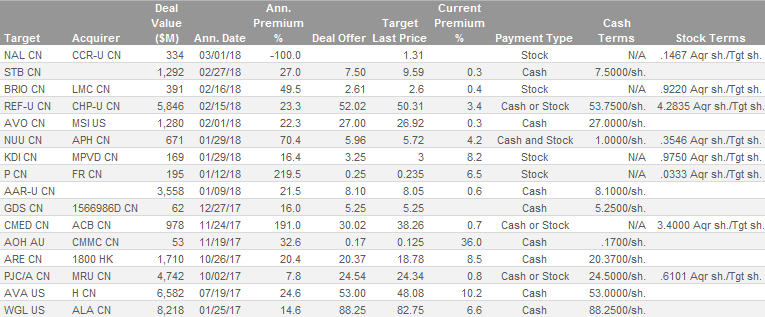 Deal Ann. Current
Value Premium Target Premium Cash
Target Acquirer ($M) Ann. Date % Deal Offer Last Price % Payment Type Terms Stock Terms
NAL CN CCR-U CN 334 03/01/18 -100.0 1.31 Stock N/A .1467 Aqr sh./Tgt sh.
STB CN 1,292 02/27/18 27.0 7.50 9.59 0.3 Cash 7.5000/sh.
BRIO CN LMC CN 391 02/16/18 49.5 2.61 2.6 0.4 Stock N/A .9220 Aqr sh./Tgt sh.
REF-U CN CHP-U CN 5,846 02/15/18 23.3 52.02 50.31 3.4 Cash or Stock 53.7500/sh. 4.2835 Aqr sh./Tgt sh.
AVO CN MSI US 1,280 02/01/18 22.3 27.00 26.92 0.3 Cash 27.0000/sh.
NUU CN APH CN 671 01/29/18 70.4 5.96 5.72 4.2 Cash and Stock 1.0000/sh. .3546 Aqr sh./Tgt sh.
KDI CN MPVD CN 169 01/29/18 16.4 3.25 3 8.2 Stock N/A .9750 Aqr sh./Tgt sh.
P CN FR CN 195 01/12/18 219.5 0.25 0.235 6.5 Stock N/A .0333 Aqr sh./Tgt sh.
AAR-U CN 3,558 01/09/18 21.5 8.10 8.05 0.6 Cash 8.1000/sh.
GDS CN 1566986D CN 62 12/27/17 16.0 5.25 5.25 Cash 5.2500/sh.
CMED CN ACB CN 978 11/24/17 191.0 30.02 38.26 0.7 Cash or Stock N/A 3.4000 Aqr sh./Tgt sh.
AOH AU CMMC CN 53 11/19/17 32.6 0.17 0.125 36.0 Cash .1700/sh.
ARE CN 1800 HK 1,710 10/26/17 20.4 20.37 18.78 8.5 Cash 20.3700/sh.
PJC/A CN MRU CN 4,742 10/02/17 7.8 24.54 24.34 0.8 Cash or Stock 24.5000/sh. .6101 Aqr sh./Tgt sh.
AVA US H CN 6,582 07/19/17 24.6 53.00 48.08 10.2 Cash 53.0000/sh.
WGL US ALA CN 8,218 01/25/17 14.6 88.25 82.75 6.6 Cash 88.2500/sh.